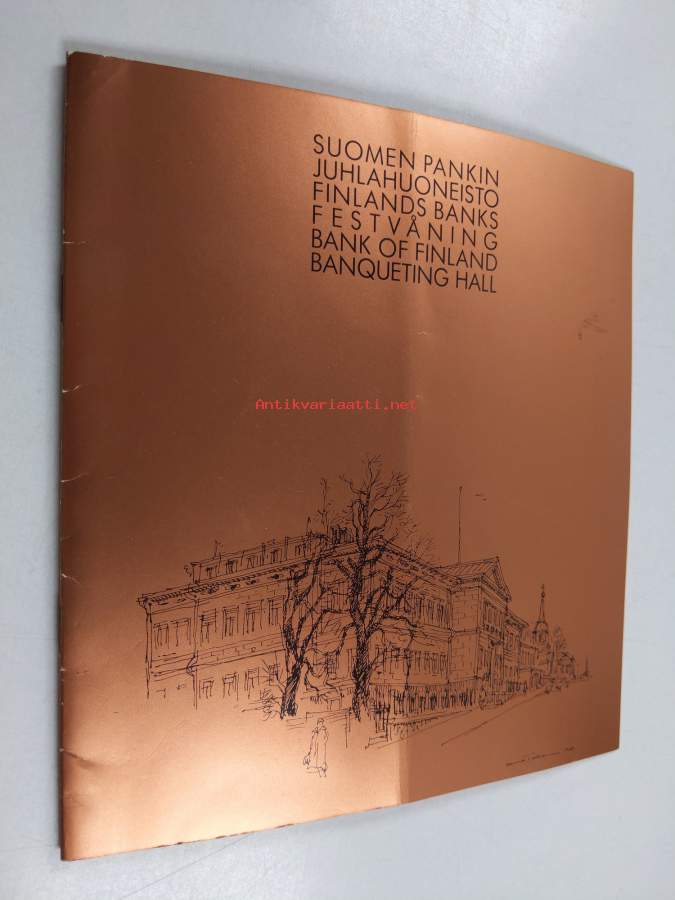 SUOMEN PANKIN
JUHLAHUONEISTO
FINLANDS BANKS
FESTVÅNING
BANK OF FINLAND
BANQUETING HALL
Antikvariaatti.net